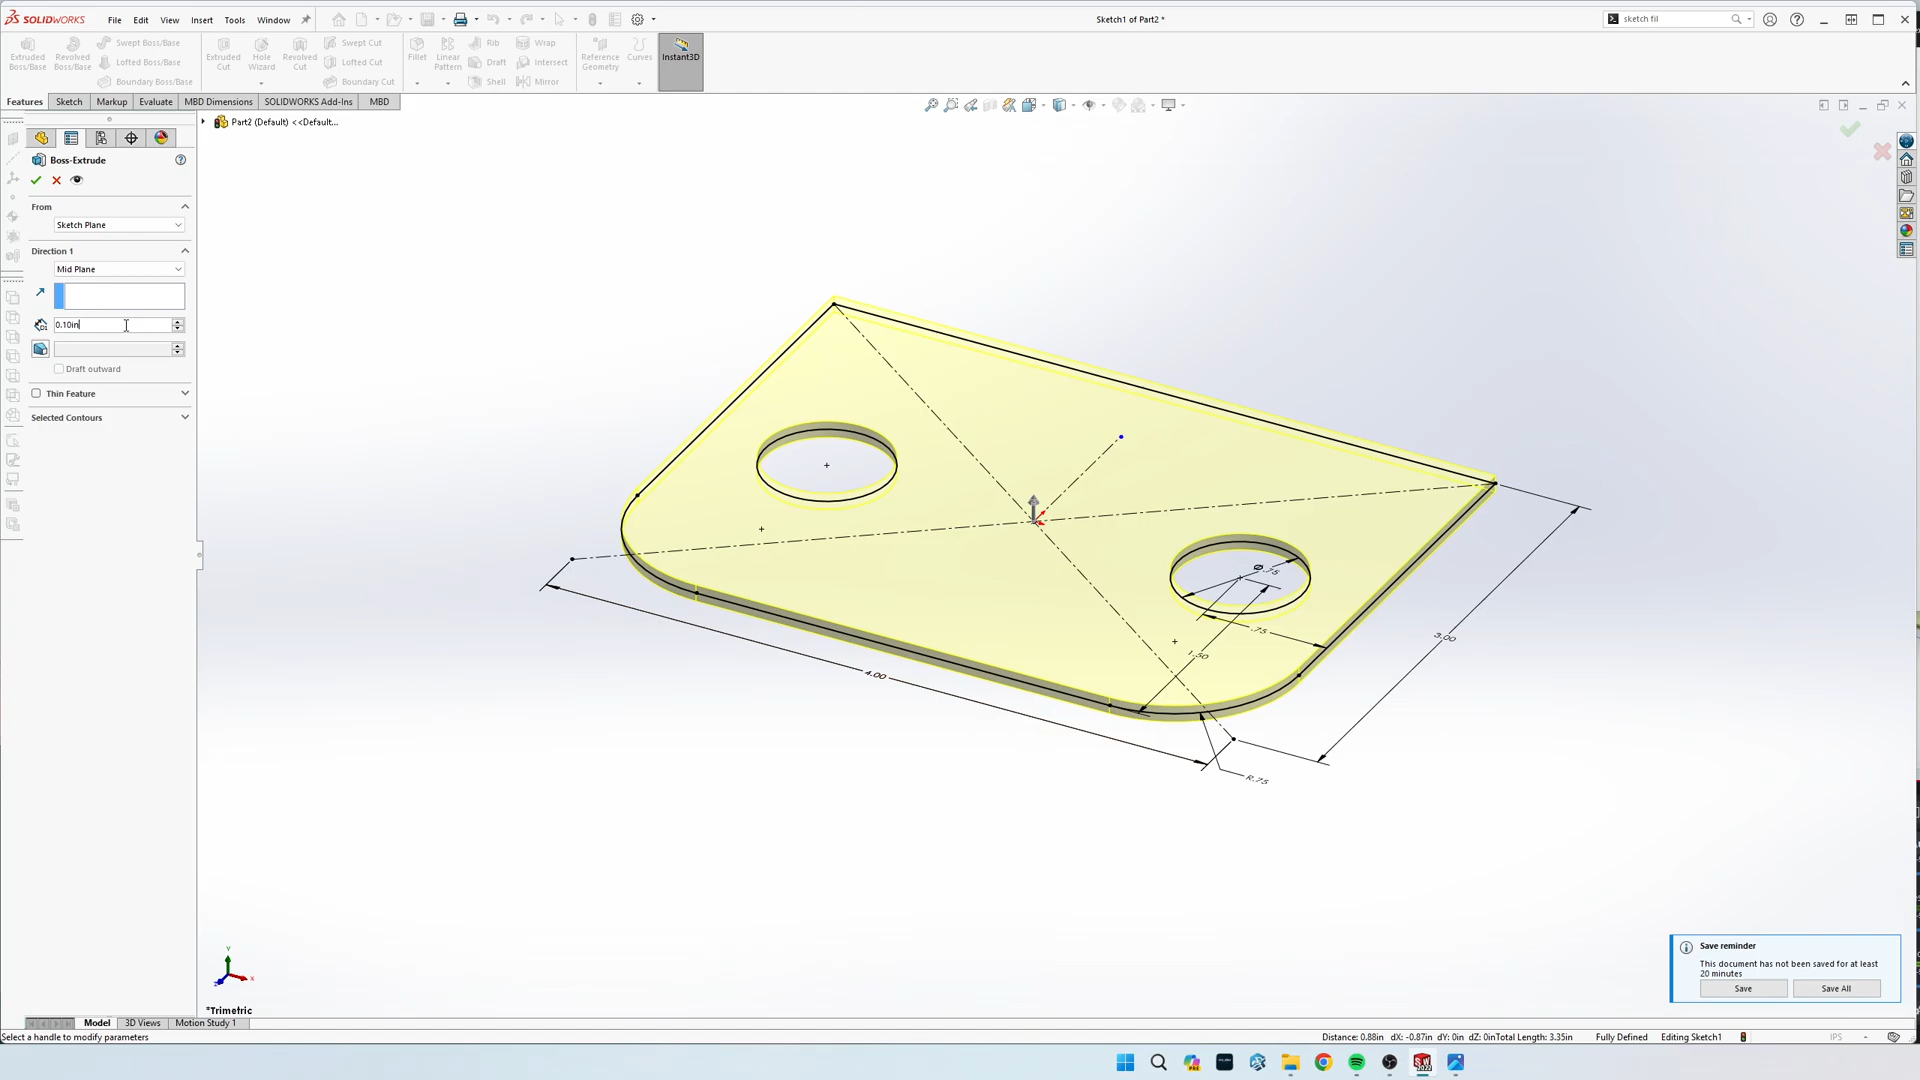 SOLIDWORKS File Edit View Insert Tools Window Sketch1 of Part2 * sketch fil
Extruded Boss/Base
Revolved Boss/Base
Swept Boss/Base
Lofted Boss/Base
Boundary Boss/Base
Extruded Cut
Hole Wizard
Revolved Cut
Swept Cut
Lofted Cut
Boundary Cut
Fillet
Linear Pattern
Rib
Draft
Shell
Wrap
Intersect
Mirror
Reference Geometry
Curves
Instant3D
Features Sketch Markup Evaluate MBD Dimensions SOLIDWORKS Add-Ins MBD
Part2 (Default) <<Default...
Boss-Extrude
From
Sketch Plane
Direction 1
Mid Plane
0.10in
Draft outward
Thin Feature
Selected Contours
Ø.75
.75
1.50
3.00
4.00
R.75
Y
X
Z
*Trimetric
Save reminder
This document has not been saved for at least
20 minutes
Save Save All
Model 3D Views Motion Study 1
Select a handle to modify parameters Distance: 0.88in dX: -0.87in dY: 0in dZ: 0inTotal Length: 3.35in Fully Defined Editing Sketch1 IPS